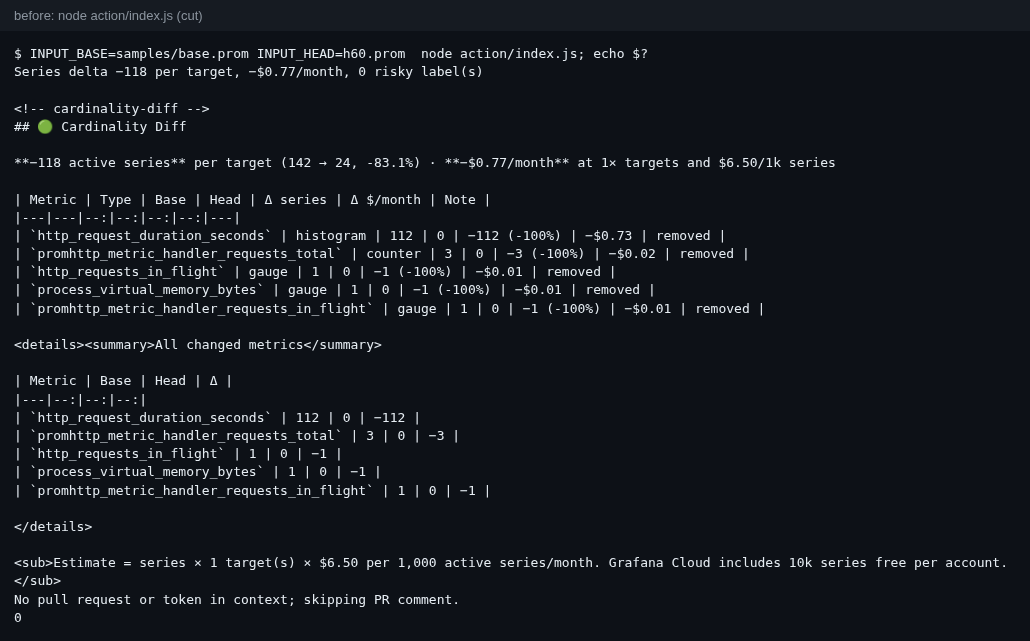 before: node action/index.js (cut)
$ INPUT_BASE=samples/base.prom INPUT_HEAD=h60.prom  node action/index.js; echo $?
Series delta −118 per target, −$0.77/month, 0 risky label(s)
<!-- cardinality-diff -->
## 🟢 Cardinality Diff
**−118 active series** per target (142 → 24, -83.1%) · **−$0.77/month** at 1× targets and $6.50/1k series
| Metric | Type | Base | Head | Δ series | Δ $/month | Note |
|---|---|--:|--:|--:|--:|---|
| `http_request_duration_seconds` | histogram | 112 | 0 | −112 (-100%) | −$0.73 | removed |
| `promhttp_metric_handler_requests_total` | counter | 3 | 0 | −3 (-100%) | −$0.02 | removed |
| `http_requests_in_flight` | gauge | 1 | 0 | −1 (-100%) | −$0.01 | removed |
| `process_virtual_memory_bytes` | gauge | 1 | 0 | −1 (-100%) | −$0.01 | removed |
| `promhttp_metric_handler_requests_in_flight` | gauge | 1 | 0 | −1 (-100%) | −$0.01 | removed |
<details><summary>All changed metrics</summary>
| Metric | Base | Head | Δ |
|---|--:|--:|--:|
| `http_request_duration_seconds` | 112 | 0 | −112 |
| `promhttp_metric_handler_requests_total` | 3 | 0 | −3 |
| `http_requests_in_flight` | 1 | 0 | −1 |
| `process_virtual_memory_bytes` | 1 | 0 | −1 |
| `promhttp_metric_handler_requests_in_flight` | 1 | 0 | −1 |
</details>
<sub>Estimate = series × 1 target(s) × $6.50 per 1,000 active series/month. Grafana Cloud includes 10k series free per account.
</sub>
No pull request or token in context; skipping PR comment.
0